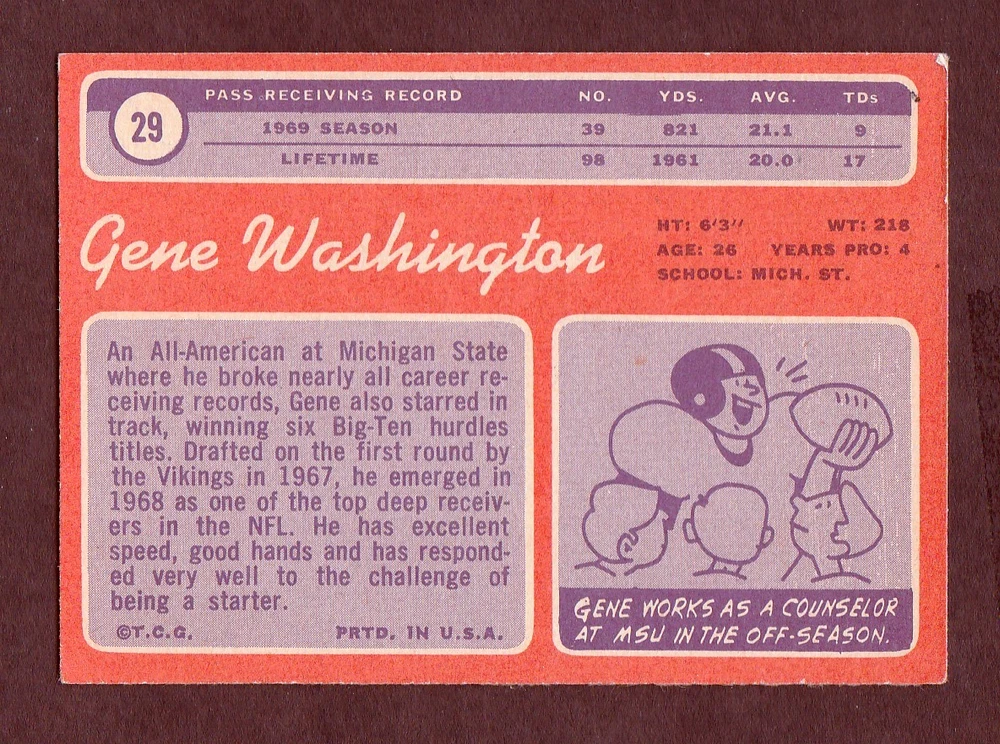 29
PASS RECEIVING RECORD NO. YDS. AVG. TDs
1969 SEASON 39 821 21.1 9
LIFETIME 98 1961 20.0 17
Gene Washington
HT: 6'3" WT: 218
AGE: 26 YEARS PRO: 4
SCHOOL: MICH. ST.
An All-American at Michigan State
where he broke nearly all career re-
ceiving records, Gene also starred in
track, winning six Big-Ten hurdles
titles. Drafted on the first round by
the Vikings in 1967, he emerged in
1968 as one of the top deep receiv-
ers in the NFL. He has excellent
speed, good hands and has respond-
ed very well to the challenge of
being a starter.
©T.C.G. PRTD. IN U.S.A.
GENE WORKS AS A COUNSELOR
AT MSU IN THE OFF-SEASON.